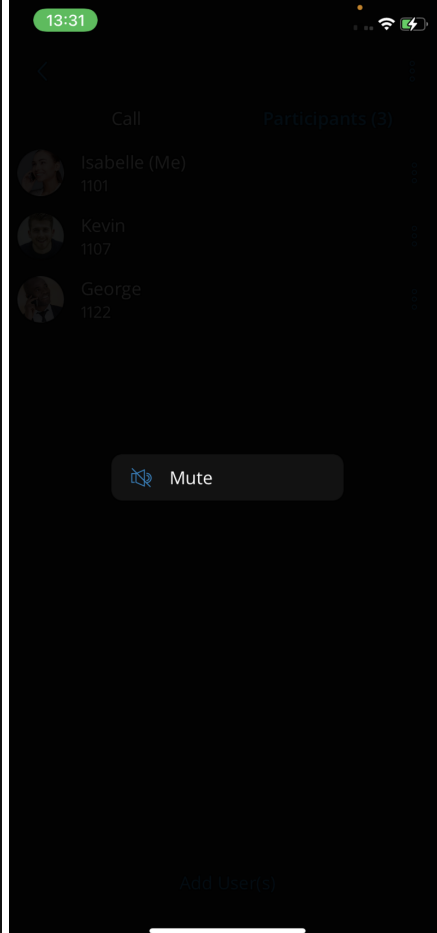 13:31
Call
Participants (3)
Isabelle (Me)
1101
Kevin
1107
George
1122
Mute
Add User(s)